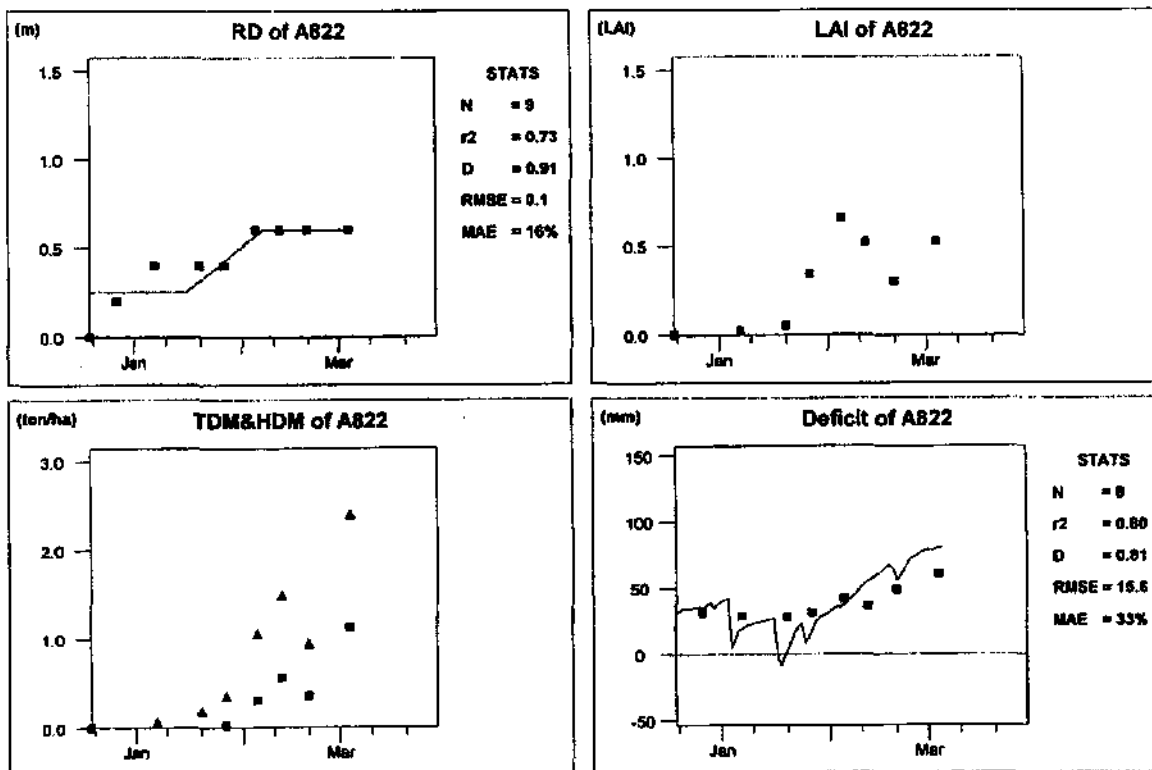 (m)
RD of A822
1.5
1.0
0.5
0.0
Jan
Mar
STATS
N = 9
r2 = 0.73
D = 0.91
RMSE = 0.1
MAE = 16%
(LAI)
LAI of A822
1.5
1.0
0.5
0.0
Jan
Mar
(ton/ha)
TDM&HDM of A822
3.0
2.0
1.0
0.0
Jan
Mar
(mm)
Deficit of A822
150
100
50
0
-50
Jan
Mar
STATS
N = 8
r2 = 0.80
D = 0.81
RMSE = 15.6
MAE = 33%